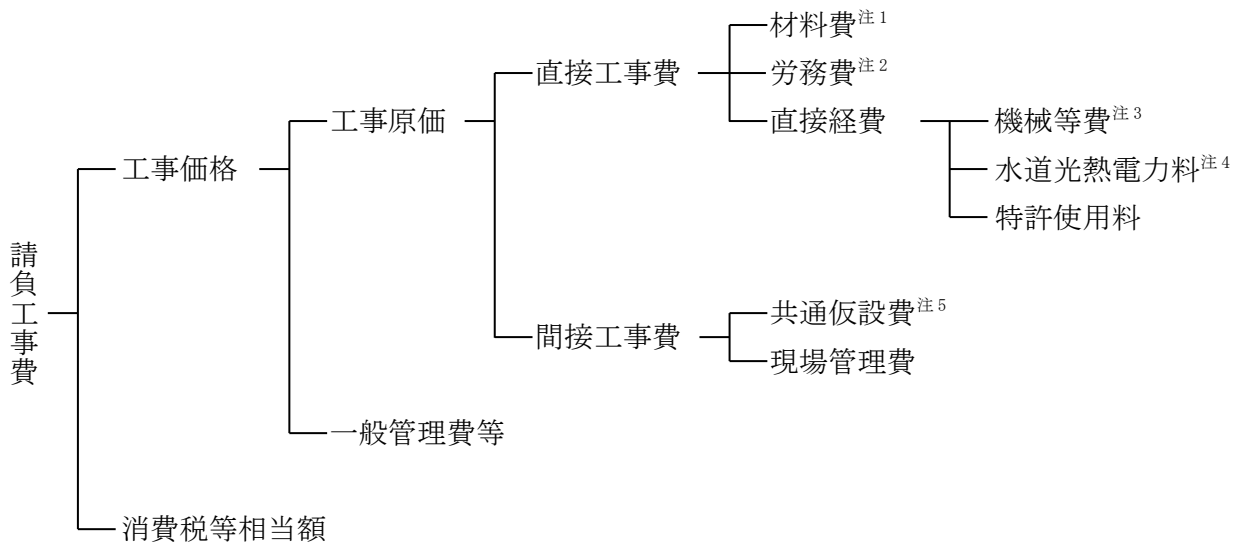 請負工事費
工事価格
工事原価
直接工事費
材料費注1
労務費注2
直接経費
機械等費注3
水道光熱電力料注4
特許使用料
間接工事費
共通仮設費注5
現場管理費
一般管理費等
消費税等相当額